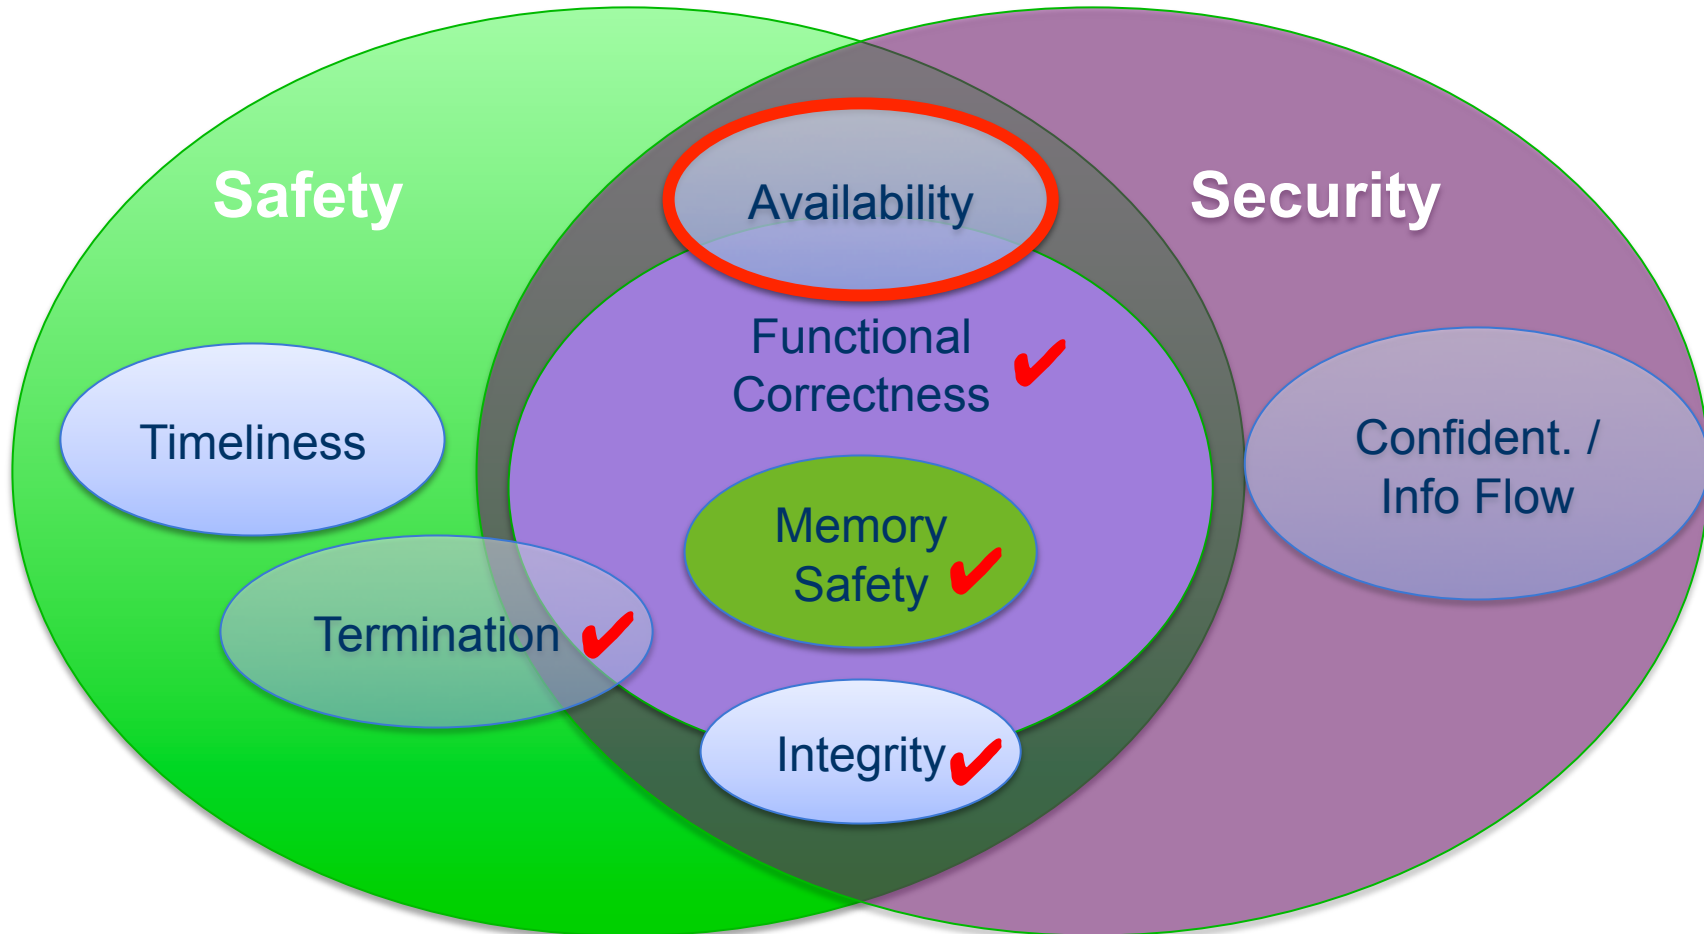 Safety
Security
Availability
Functional
Correctness ✔
Timeliness
Confident. /
Info Flow
Memory
Safety ✔
Termination ✔
Integrity ✔